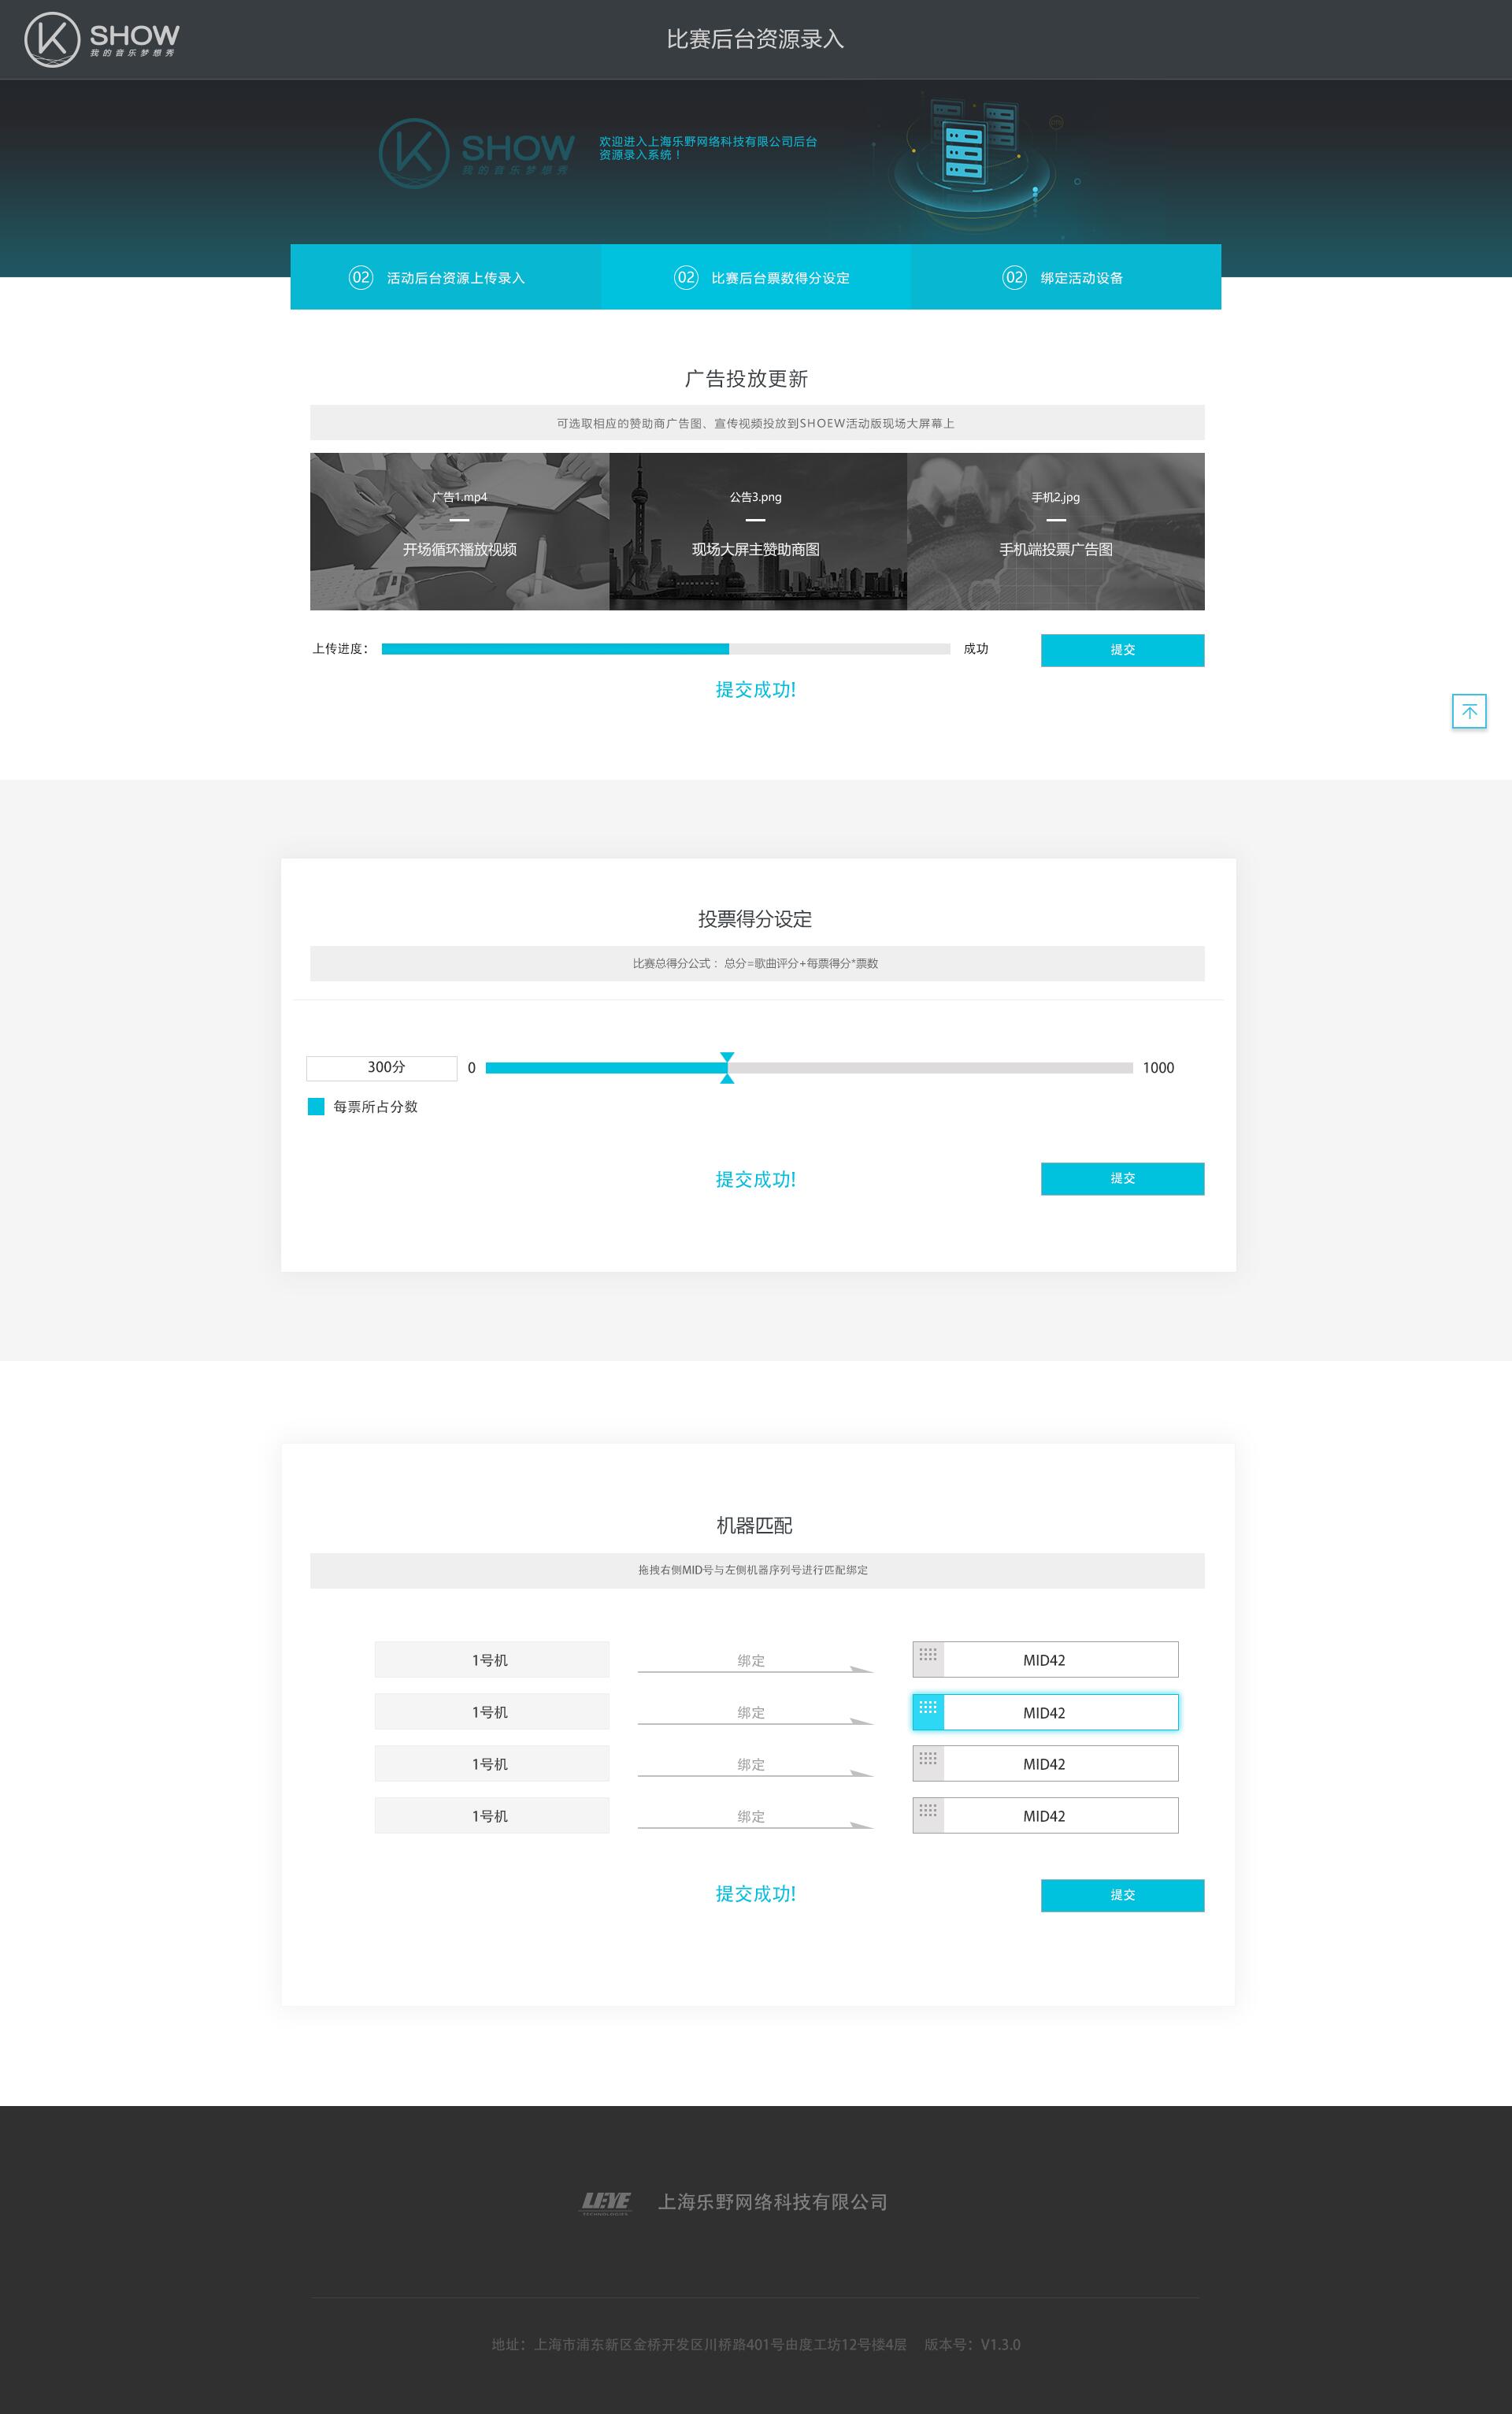 K SHOW
我的音乐梦想秀
比赛后台资源录入
K SHOW
我的音乐梦想秀
欢迎进入上海乐野网络科技有限公司后台
资源录入系统！
02 活动后台资源上传录入
02 比赛后台票数得分设定
02 绑定活动设备
广告投放更新
可选取相应的赞助商广告图、宣传视频投放到SHOEW活动版现场大屏幕上
广告1.mp4
开场循环播放视频
公告3.png
现场大屏主赞助商图
手机2.jpg
手机端投票广告图
上传进度：
成功
提交
提交成功!
投票得分设定
比赛总得分公式：总分=歌曲评分+每票得分*票数
300分
0
1000
每票所占分数
提交成功!
提交
机器匹配
拖拽右侧MID号与左侧机器序列号进行匹配绑定
1号机 绑定 MID42
1号机 绑定 MID42
1号机 绑定 MID42
1号机 绑定 MID42
提交成功!
提交
LEYE
TECHNOLOGIES
上海乐野网络科技有限公司
地址：上海市浦东新区金桥开发区川桥路401号由度工坊12号楼4层 版本号：V1.3.0